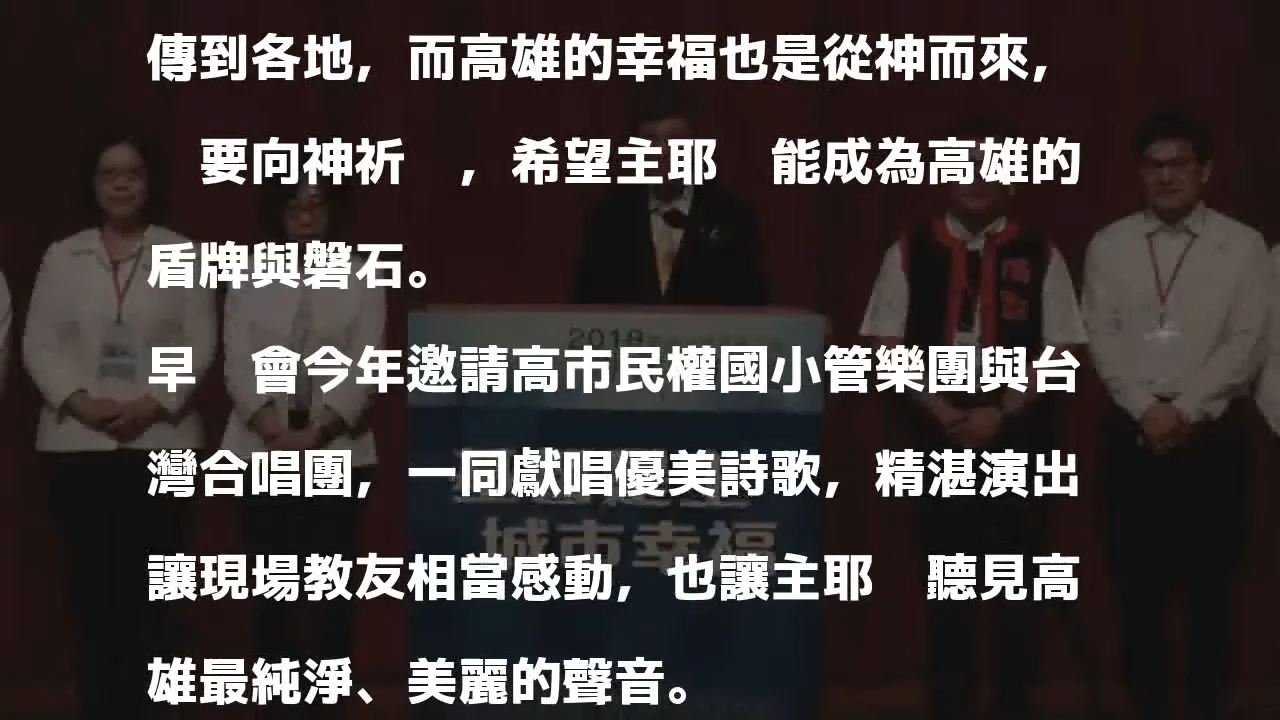 傳到各地，而高雄的幸福也是從神而來，
要向神祈　，希望主耶　能成為高雄的
盾牌與磐石。
早　會今年邀請高市民權國小管樂團與台
灣合唱團，一同獻唱優美詩歌，精湛演出
讓現場教友相當感動，也讓主耶　聽見高
雄最純淨、美麗的聲音。
2018
城市幸福